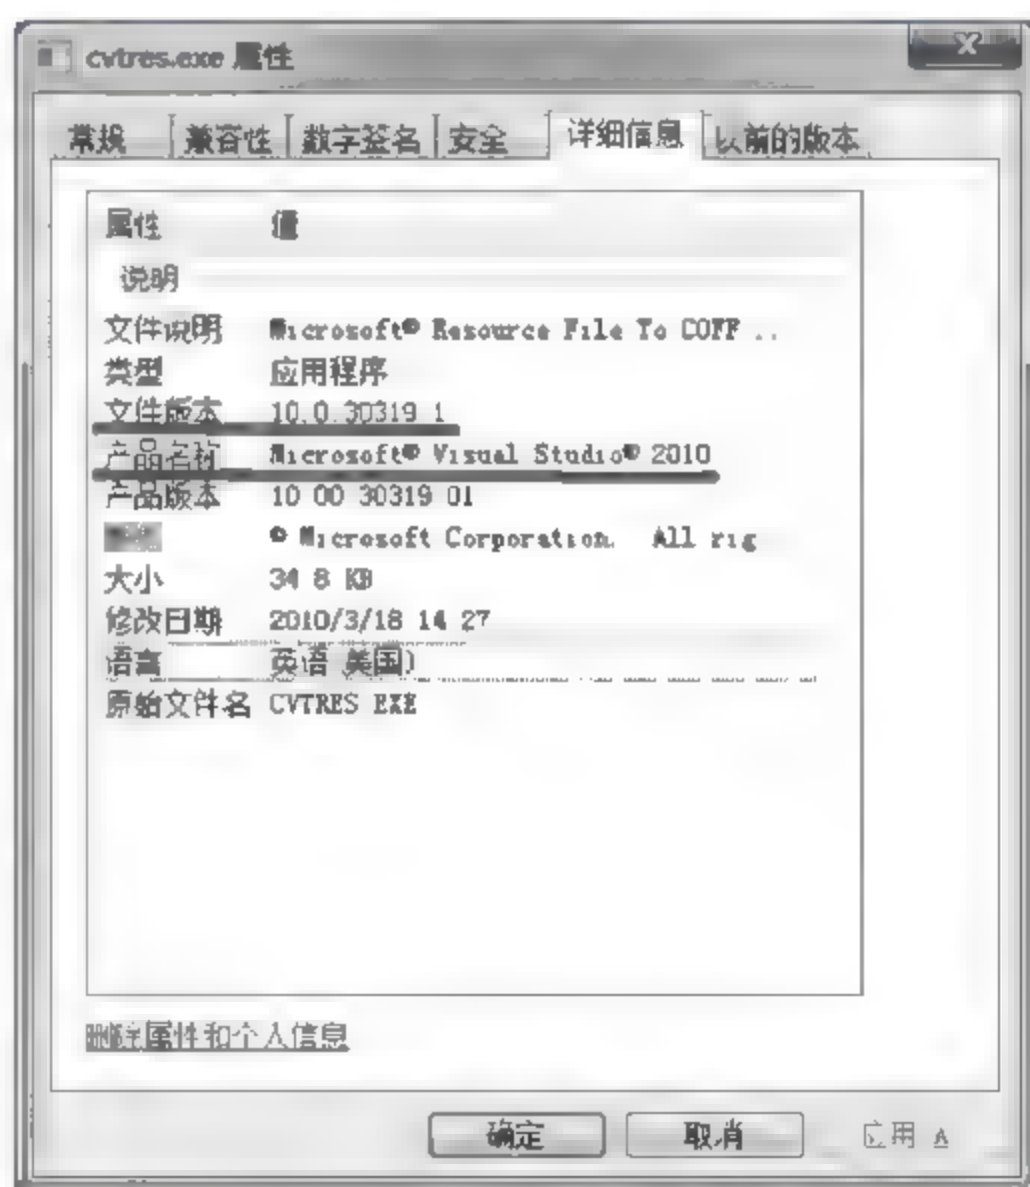 cvtres.exe 属性
常规 兼容性 数字签名 安全 详细信息 以前的版本
属性 值
说明
文件说明 Microsoft® Resource File To COFF ..
类型 应用程序
文件版本 10.0.30319 1
产品名称 Microsoft® Visual Studio® 2010
产品版本 10 00 30319 01
© Microsoft Corporation. All rig
大小 34 8 KB
修改日期 2010/3/18 14 27
语言 英语 美国)
原始文件名 CVTRES EXE
删除属性和个人信息
确定 取消 应用 A